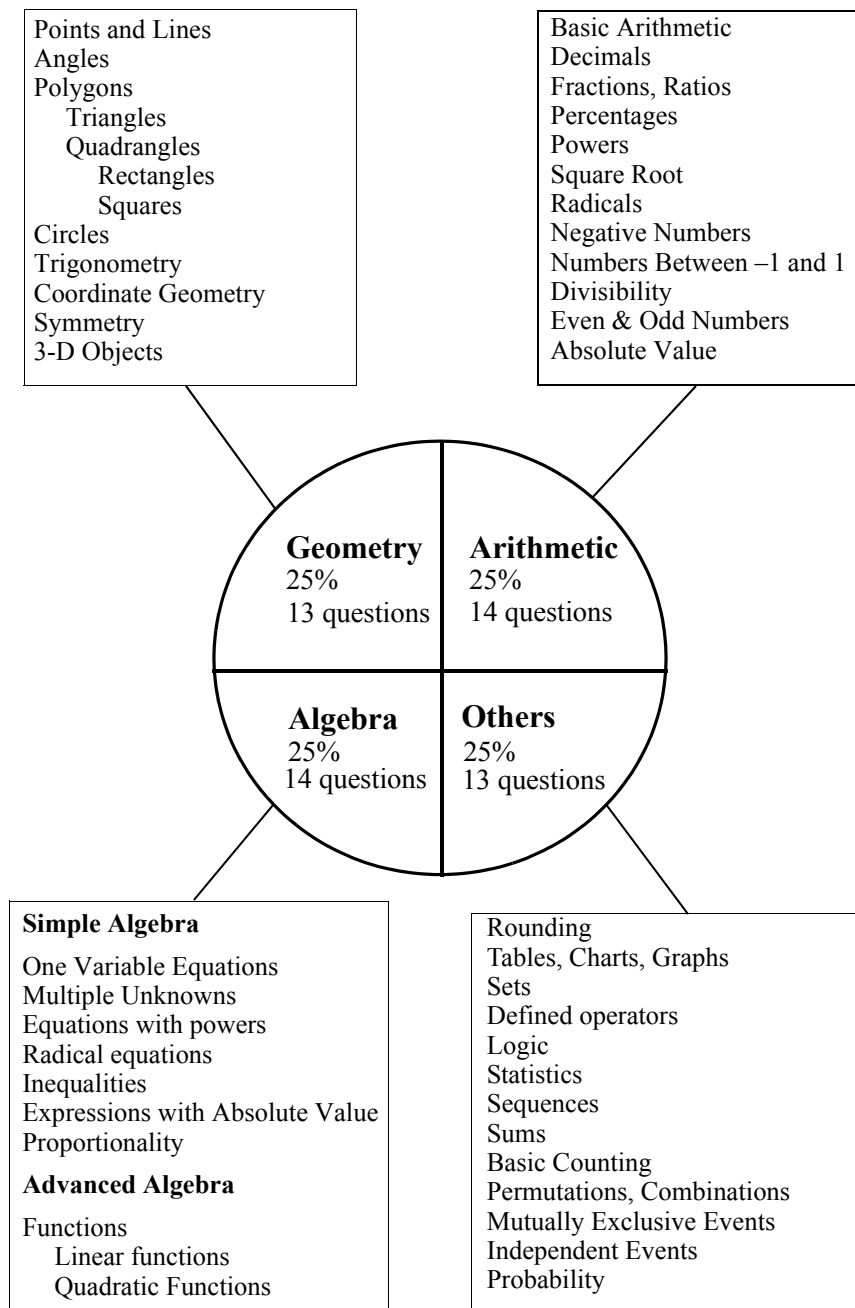 Points and Lines
Angles
Polygons
Triangles
Quadrangles
Rectangles
Squares
Circles
Trigonometry
Coordinate Geometry
Symmetry
3-D Objects
Basic Arithmetic
Decimals
Fractions, Ratios
Percentages
Powers
Square Root
Radicals
Negative Numbers
Numbers Between –1 and 1
Divisibility
Even & Odd Numbers
Absolute Value
Geometry
25%
13 questions
Arithmetic
25%
14 questions
Algebra
25%
14 questions
Others
25%
13 questions
Simple Algebra
One Variable Equations
Multiple Unknowns
Equations with powers
Radical equations
Inequalities
Expressions with Absolute Value
Proportionality
Advanced Algebra
Functions
Linear functions
Quadratic Functions
Rounding
Tables, Charts, Graphs
Sets
Defined operators
Logic
Statistics
Sequences
Sums
Basic Counting
Permutations, Combinations
Mutually Exclusive Events
Independent Events
Probability